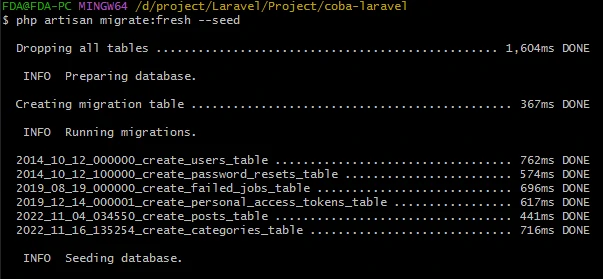 FDA@FDA-PC MINGW64 /d/project/Laravel/Project/coba-laravel
$ php artisan migrate:fresh --seed
Dropping all tables ................................................. 1,604ms DONE
INFO Preparing database.
Creating migration table .............................................. 367ms DONE
INFO Running migrations.
2014_10_12_000000_create_users_table .................................. 762ms DONE
2014_10_12_100000_create_password_resets_table ........................ 574ms DONE
2019_08_19_000000_create_failed_jobs_table ............................ 696ms DONE
2019_12_14_000001_create_personal_access_tokens_table ................. 617ms DONE
2022_11_04_034550_create_posts_table .................................. 441ms DONE
2022_11_16_135254_create_categories_table ............................. 716ms DONE
INFO Seeding database.